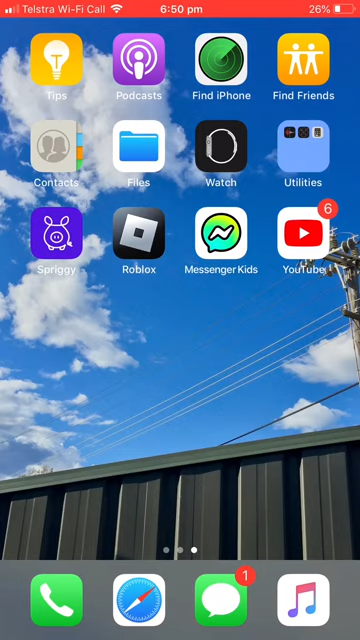 Telstra Wi-Fi Call 6:50 pm 26%
Tips Podcasts Find iPhone Find Friends
Contacts Files Watch Utilities
6
Spriggy Roblox Messenger Kids YouTube
1